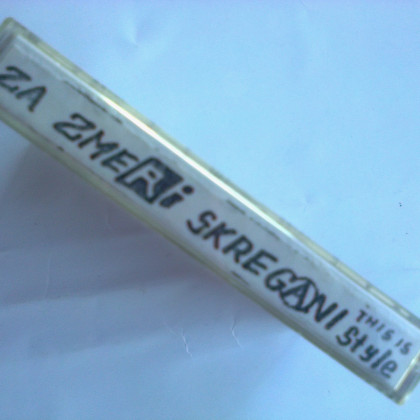 ZA ZMERi SKREGANI
THIS IS
Style